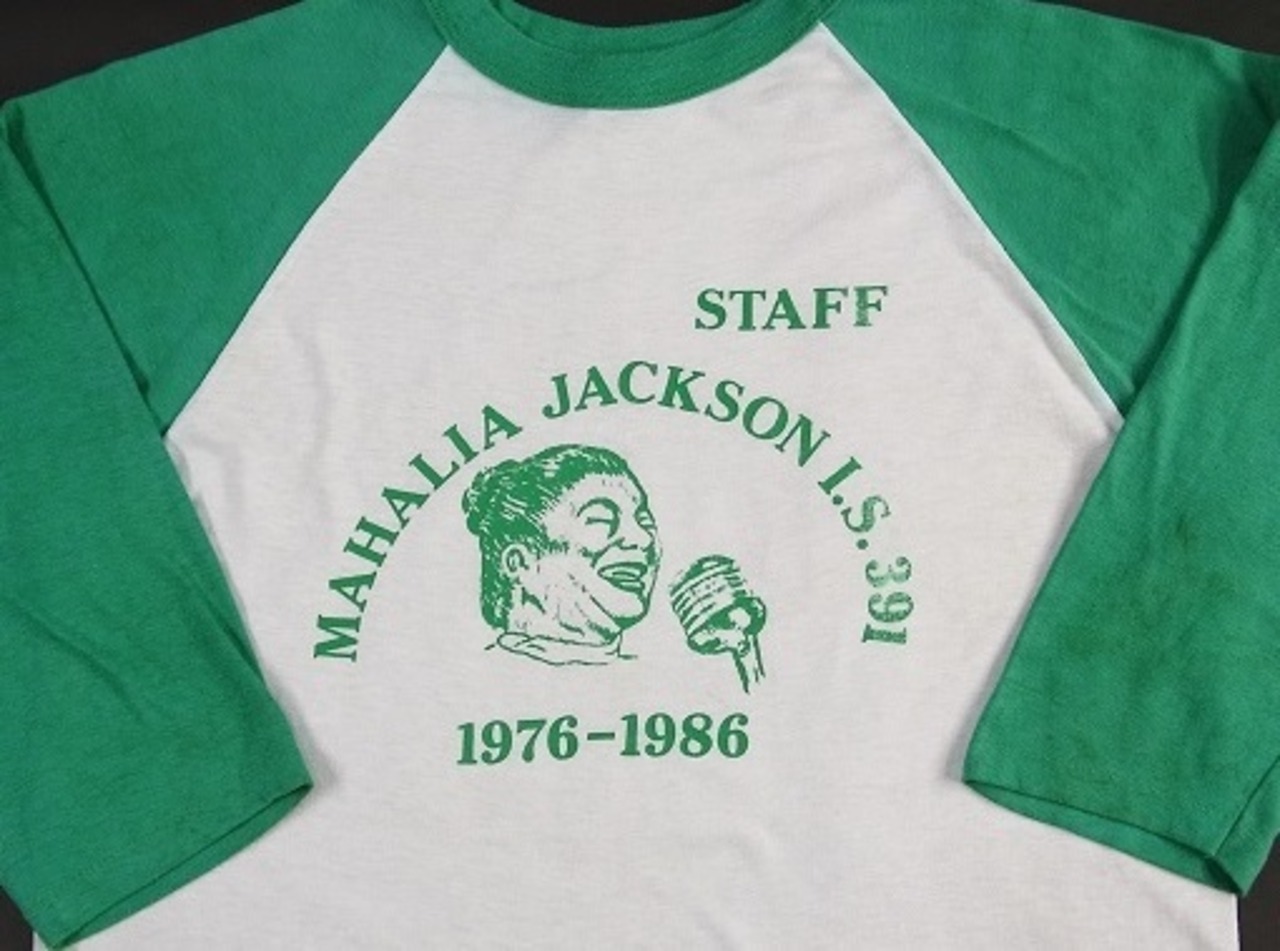 STAFF
MAHALIA JACKSON I.S. 391
1976-1986